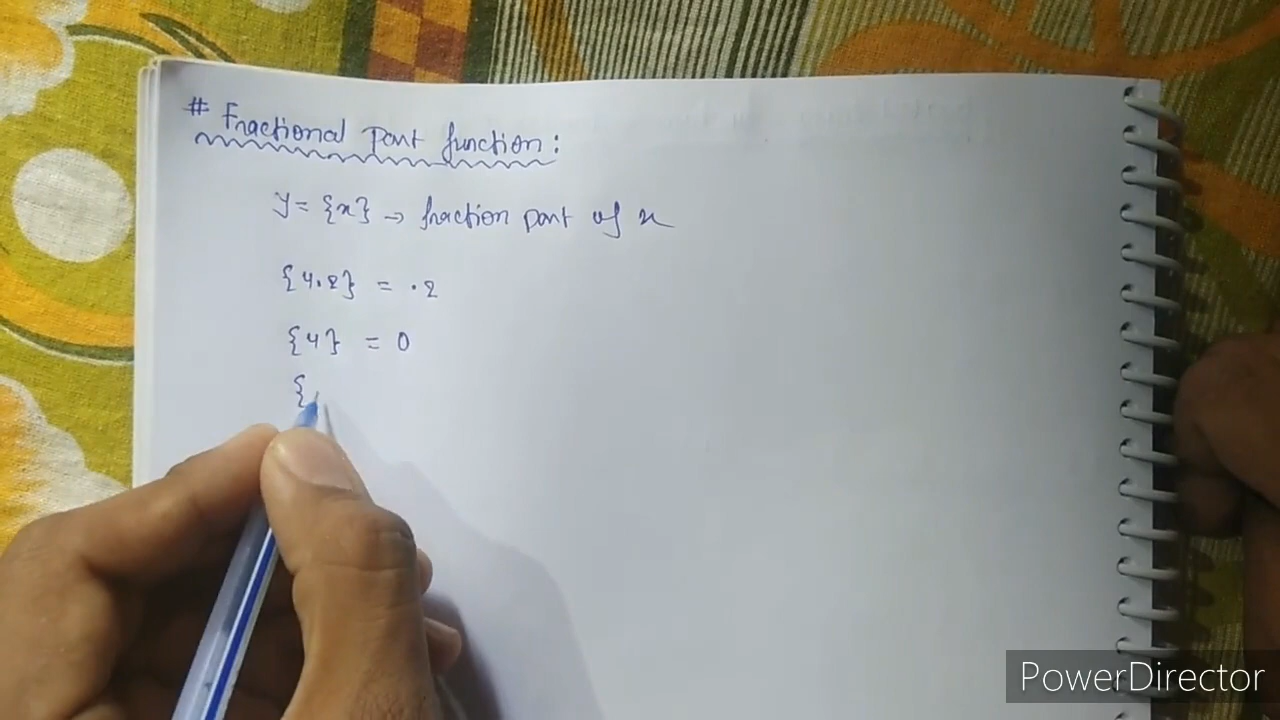 # Fractional part function:
y = {x} → fraction part of x
{4.2} = .2
{4} = 0
{
PowerDirector